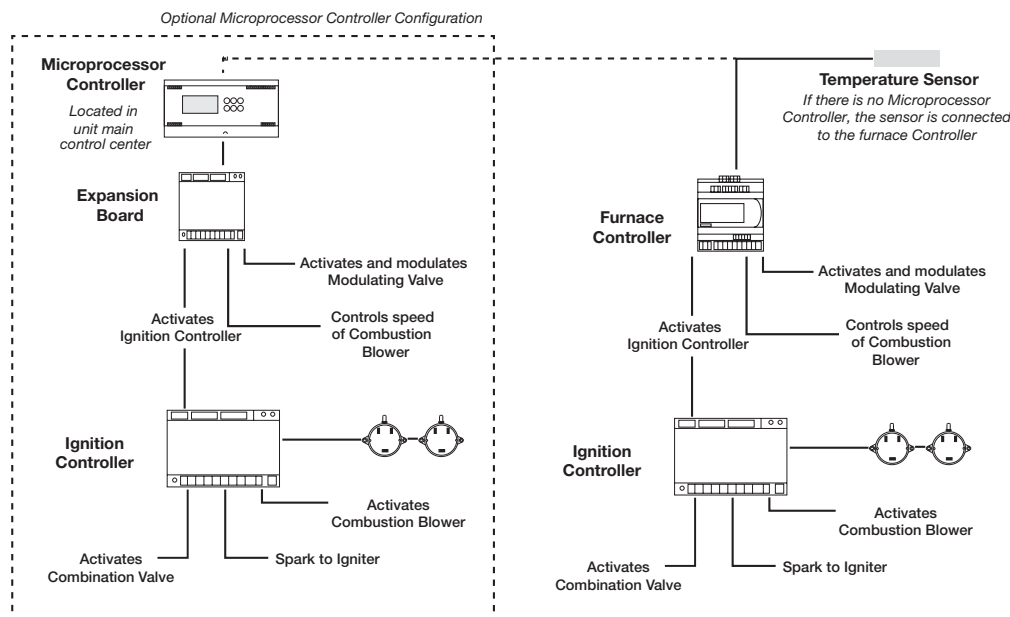 Optional Microprocessor Controller Configuration
Microprocessor
Controller
Located in
unit main
control center
Expansion
Board
Activates and modulates
Modulating Valve
Activates
Ignition Controller
Controls speed
of Combustion
Blower
Ignition
Controller
Activates
Combustion Blower
Activates
Combination Valve
Spark to Igniter
Temperature Sensor
If there is no Microprocessor
Controller, the sensor is connected
to the furnace Controller
Furnace
Controller
Activates and modulates
Modulating Valve
Activates
Ignition Controller
Controls speed
of Combustion
Blower
Ignition
Controller
Activates
Combustion Blower
Activates
Combination Valve
Spark to Igniter